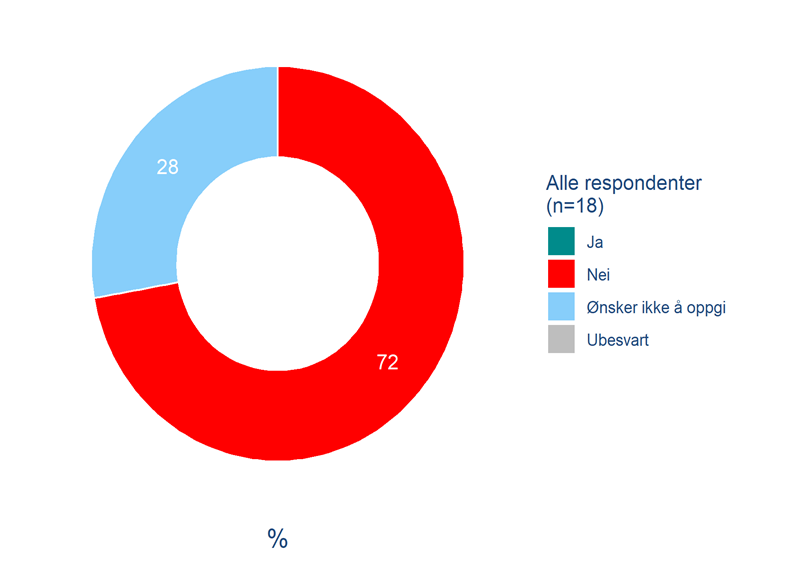 28
72
%
Alle respondenter
(n=18)
Ja
Nei
Ønsker ikke å oppgi
Ubesvart